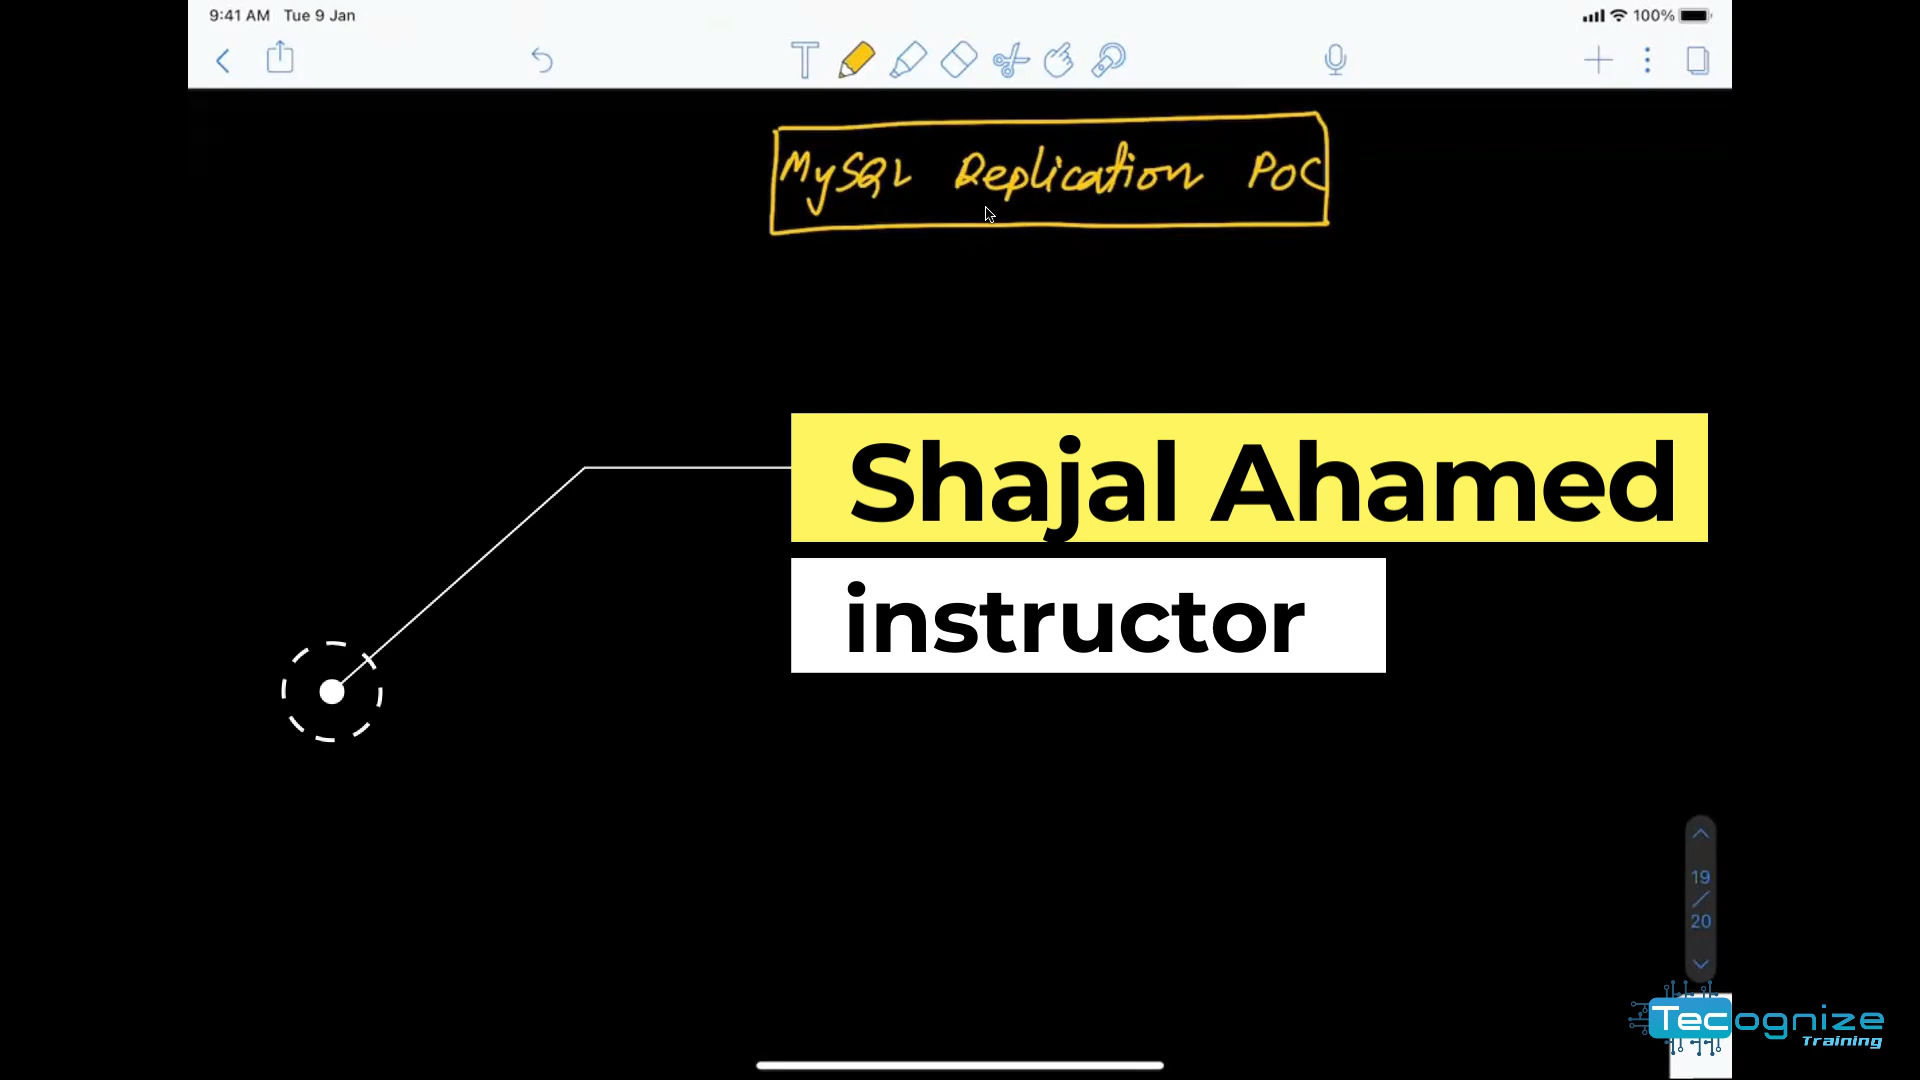 9:41 AM Tue 9 Jan
100%
T
MySQL Replication PoC
Shajal Ahamed
instructor
19
20
Tecognize
Training